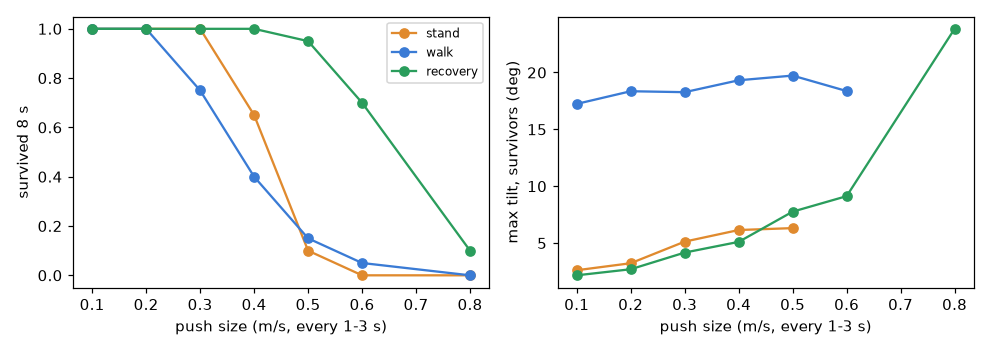 survived 8 s
1.0
0.8
0.6
0.4
0.2
0.0
0.1 0.2 0.3 0.4 0.5 0.6 0.7 0.8
push size (m/s, every 1-3 s)
stand
walk
recovery
max tilt, survivors (deg)
20
15
10
5
0.1 0.2 0.3 0.4 0.5 0.6 0.7 0.8
push size (m/s, every 1-3 s)